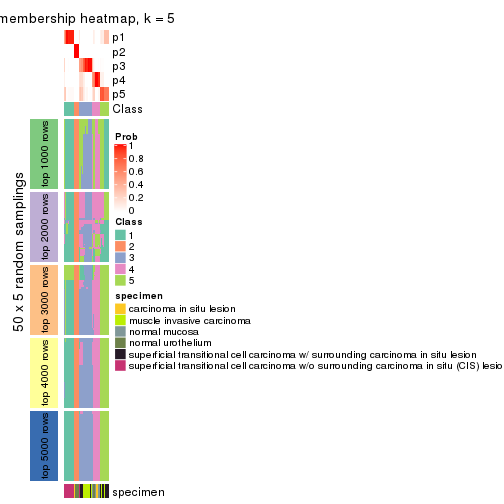 membership heatmap, k = 5
p1
p2
p3
p4
p5
Class
50 x 5 random samplings
top 1000 rows
top 2000 rows
top 3000 rows
top 4000 rows
top 5000 rows
specimen
Prob
1
0.8
0.6
0.4
0.2
0
Class
1
2
3
4
5
specimen
carcinoma in situ lesion
muscle invasive carcinoma
normal mucosa
normal urothelium
superficial transitional cell carcinoma w/ surrounding carcinoma in situ lesion
superficial transitional cell carcinoma w/o surrounding carcinoma in situ (CIS) lesio